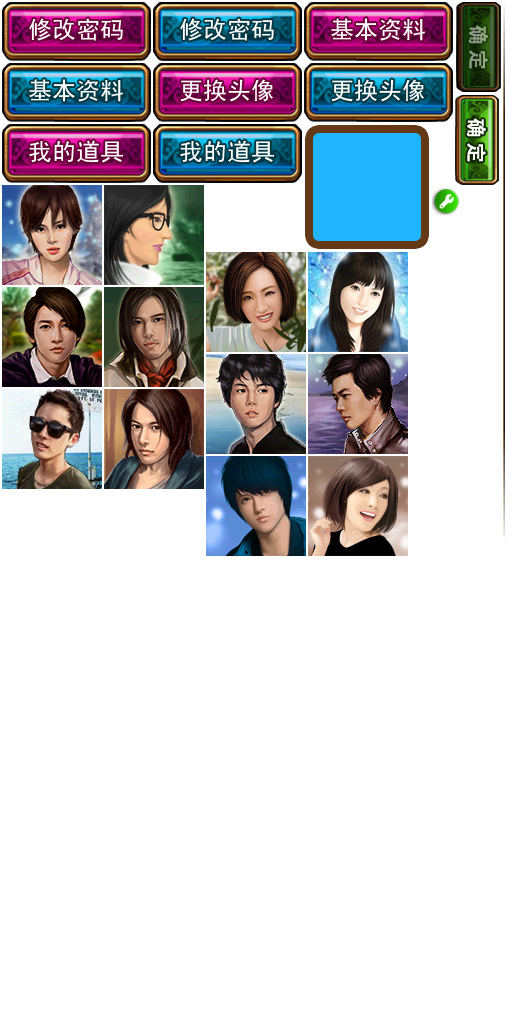 修改密码
修改密码
基本资料
确定
基本资料
更换头像
更换头像
确定
我的道具
我的道具